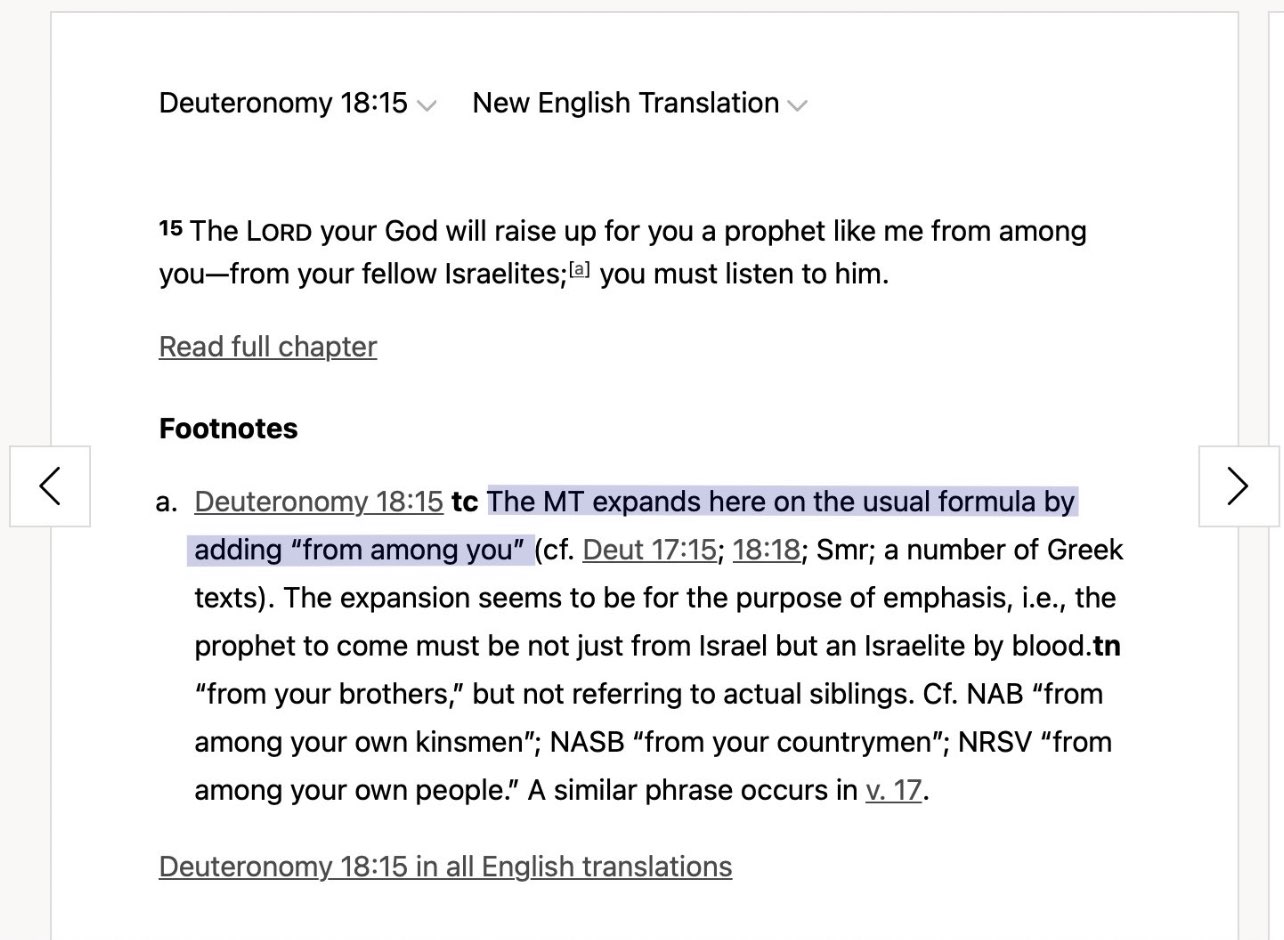 Deuteronomy 18:15 New English Translation
15 The LORD your God will raise up for you a prophet like me from among
you—from your fellow Israelites;[a] you must listen to him.
Read full chapter
Footnotes
a. Deuteronomy 18:15 tc The MT expands here on the usual formula by
adding “from among you” (cf. Deut 17:15; 18:18; Smr; a number of Greek
texts). The expansion seems to be for the purpose of emphasis, i.e., the
prophet to come must be not just from Israel but an Israelite by blood.tn
“from your brothers,” but not referring to actual siblings. Cf. NAB “from
among your own kinsmen”; NASB “from your countrymen”; NRSV “from
among your own people.” A similar phrase occurs in v. 17.
Deuteronomy 18:15 in all English translations